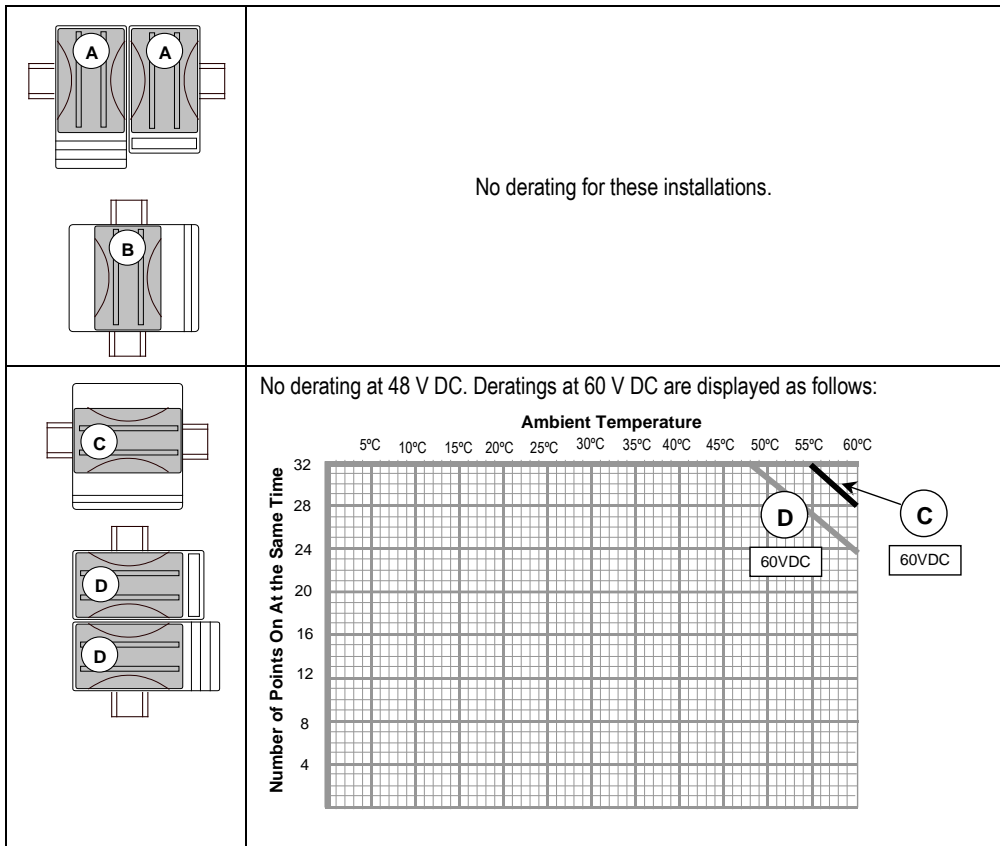 A A
B
No derating for these installations.
C
D
D
No derating at 48 V DC. Deratings at 60 V DC are displayed as follows:
Ambient Temperature
5ºC 10ºC 15ºC 20ºC 25ºC 30ºC 35ºC 40ºC 45ºC 50ºC 55ºC 60ºC
Number of Points On At the Same Time
32
28
24
20
16
12
8
4
D
60VDC
C
60VDC